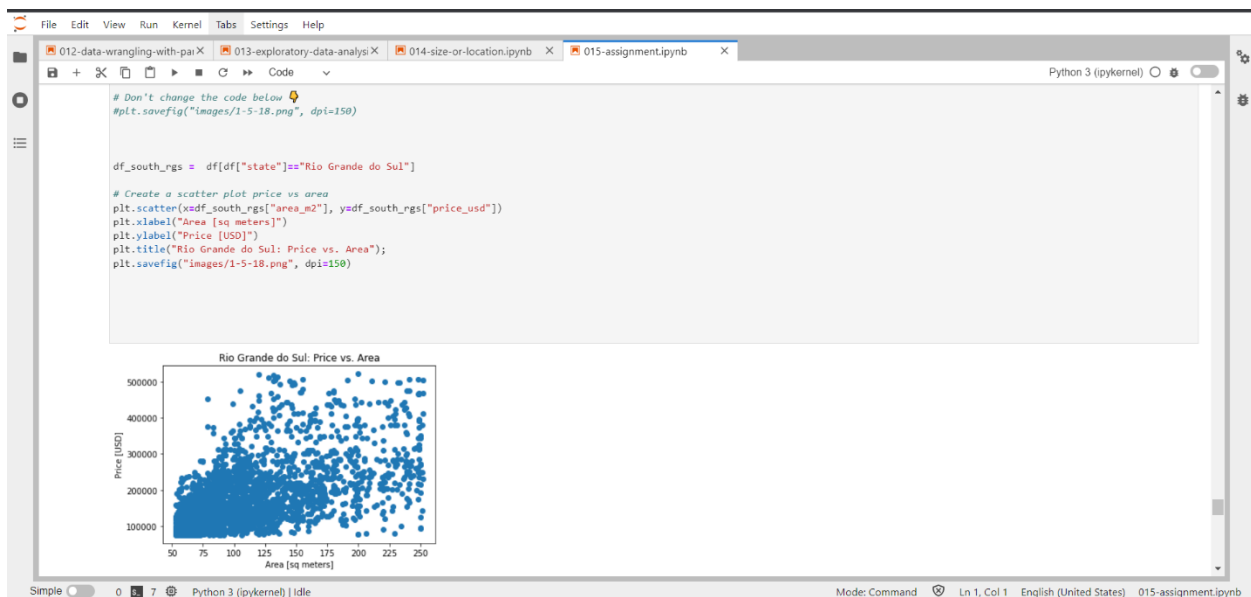 File Edit View Run Kernel Tabs Settings Help
012-data-wrangling-with-pa 013-exploratory-data-analysi 014-size-or-location.ipynb 015-assignment.ipynb
Code Python 3 (ipykernel)
# Don't change the code below 👇
#plt.savefig("images/1-5-18.png", dpi=150)
df_south_rgs = df[df["state"]=="Rio Grande do Sul"]
# Create a scatter plot price vs area
plt.scatter(x=df_south_rgs["area_m2"], y=df_south_rgs["price_usd"])
plt.xlabel("Area [sq meters]")
plt.ylabel("Price [USD]")
plt.title("Rio Grande do Sul: Price vs. Area");
plt.savefig("images/1-5-18.png", dpi=150)
Rio Grande do Sul: Price vs. Area
500000
400000
300000
200000
100000
Price [USD]
50 75 100 125 150 175 200 225 250
Area [sq meters]
Simple 0 7 Python 3 (ipykernel) | Idle Mode: Command Ln 1, Col 1 English (United States) 015-assignment.ipynb